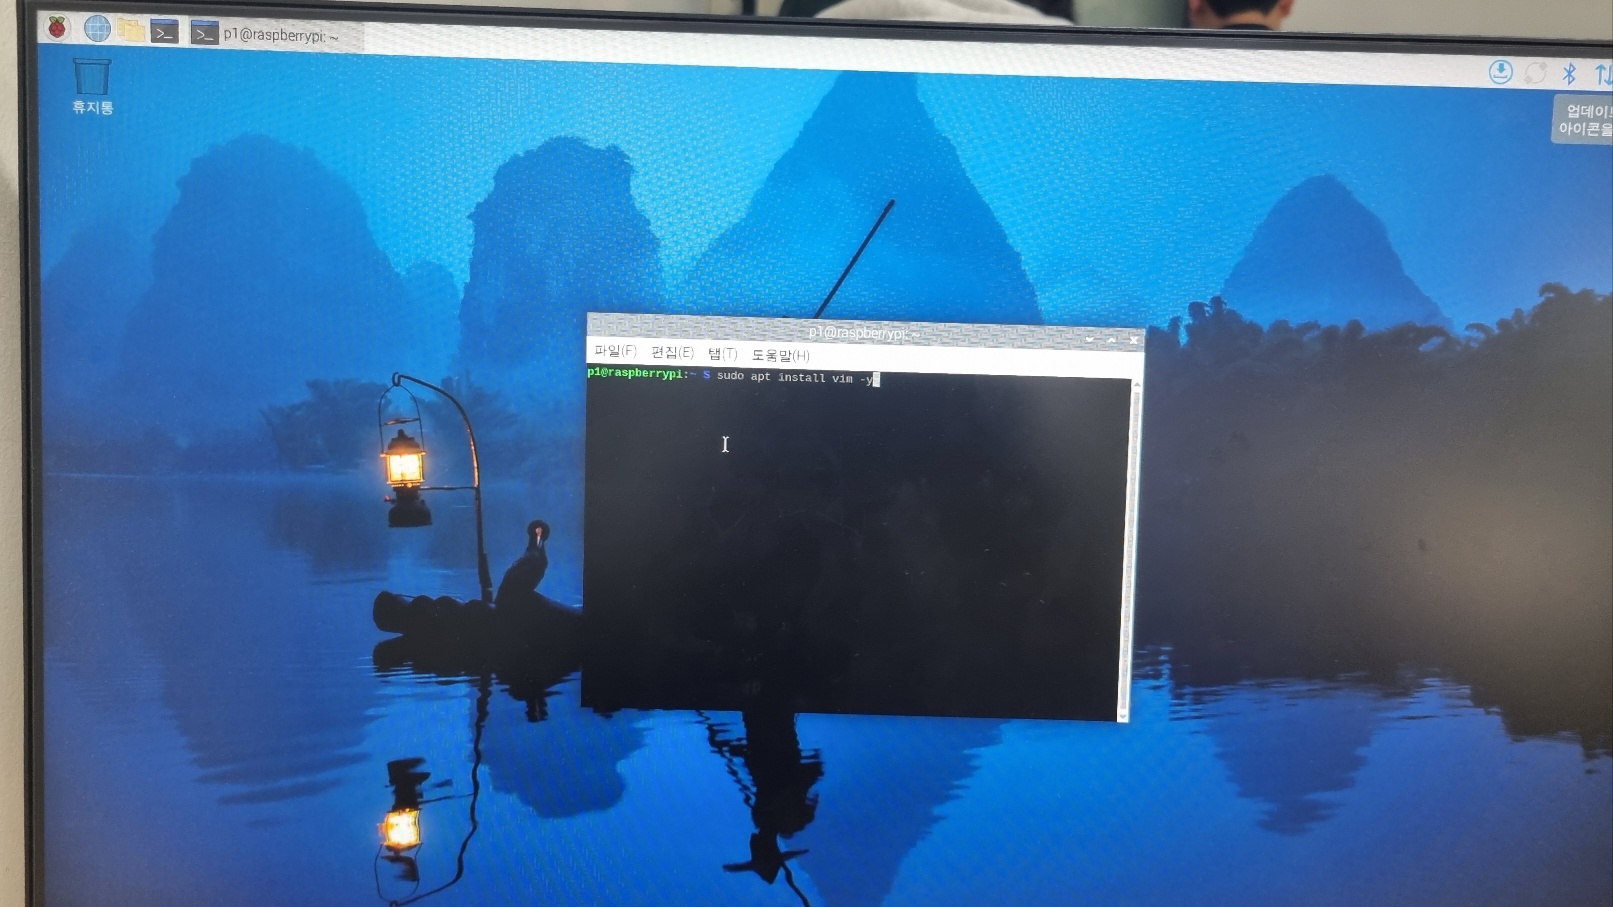 p1@raspberrypi: ~
휴지통
업데이
아이콘을
p1@raspberrypi: ~
파일(F) 편집(E) 탭(T) 도움말(H)
p1@raspberrypi:~ $ sudo apt install vim -y